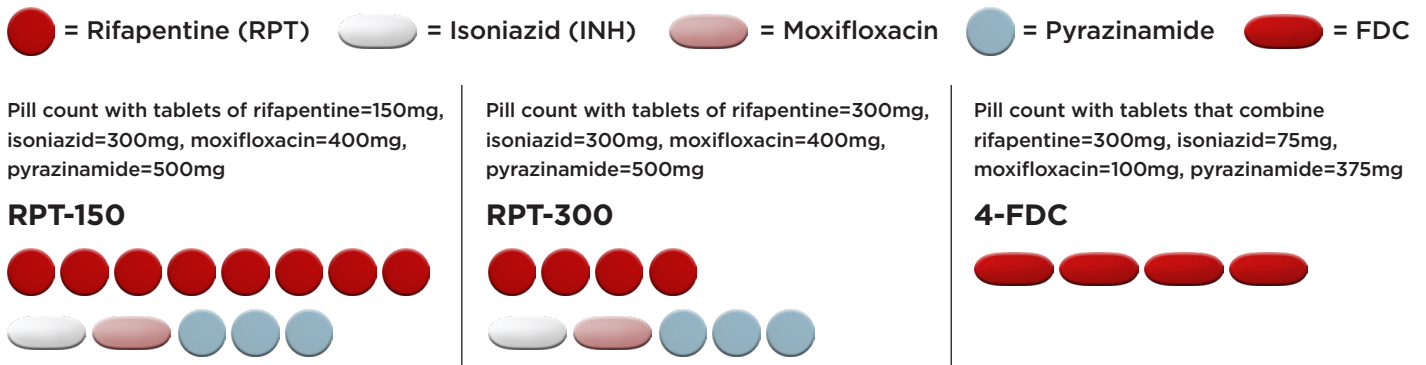 = Rifapentine (RPT) = Isoniazid (INH) = Moxifloxacin = Pyrazinamide = FDC
Pill count with tablets of rifapentine=150mg,
isoniazid=300mg, moxifloxacin=400mg,
pyrazinamide=500mg
RPT-150
Pill count with tablets of rifapentine=300mg,
isoniazid=300mg, moxifloxacin=400mg,
pyrazinamide=500mg
RPT-300
Pill count with tablets that combine
rifapentine=300mg, isoniazid=75mg,
moxifloxacin=100mg, pyrazinamide=375mg
4-FDC